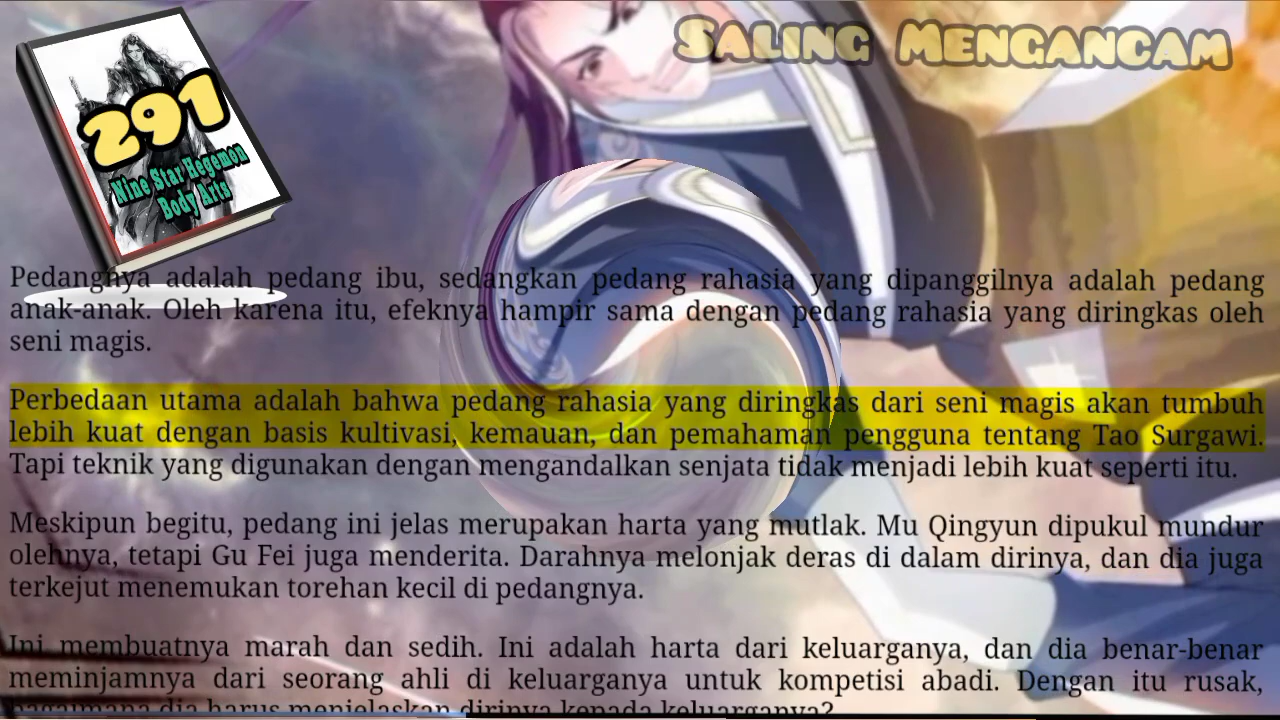 Saling Mengancam
291
Nine Star Hegemon
Body Arts
Pedangnya adalah pedang ibu, sedangkan pedang rahasia yang dipanggilnya adalah pedang
anak-anak. Oleh karena itu, efeknya hampir sama dengan pedang rahasia yang diringkas oleh
seni magis.
Perbedaan utama adalah bahwa pedang rahasia yang diringkas dari seni magis akan tumbuh
lebih kuat dengan basis kultivasi, kemauan, dan pemahaman pengguna tentang Tao Surgawi.
Tapi teknik yang digunakan dengan mengandalkan senjata tidak menjadi lebih kuat seperti itu.
Meskipun begitu, pedang ini jelas merupakan harta yang mutlak. Mu Qingyun dipukul mundur
olehnya, tetapi Gu Fei juga menderita. Darahnya melonjak deras di dalam dirinya, dan dia juga
terkejut menemukan torehan kecil di pedangnya.
Ini membuatnya marah dan sedih. Ini adalah harta dari keluarganya, dan dia benar-benar
meminjamnya dari seorang ahli di keluarganya untuk kompetisi abadi. Dengan itu rusak,
bagaimana dia harus menjelaskan dirinya kepada keluarganya?